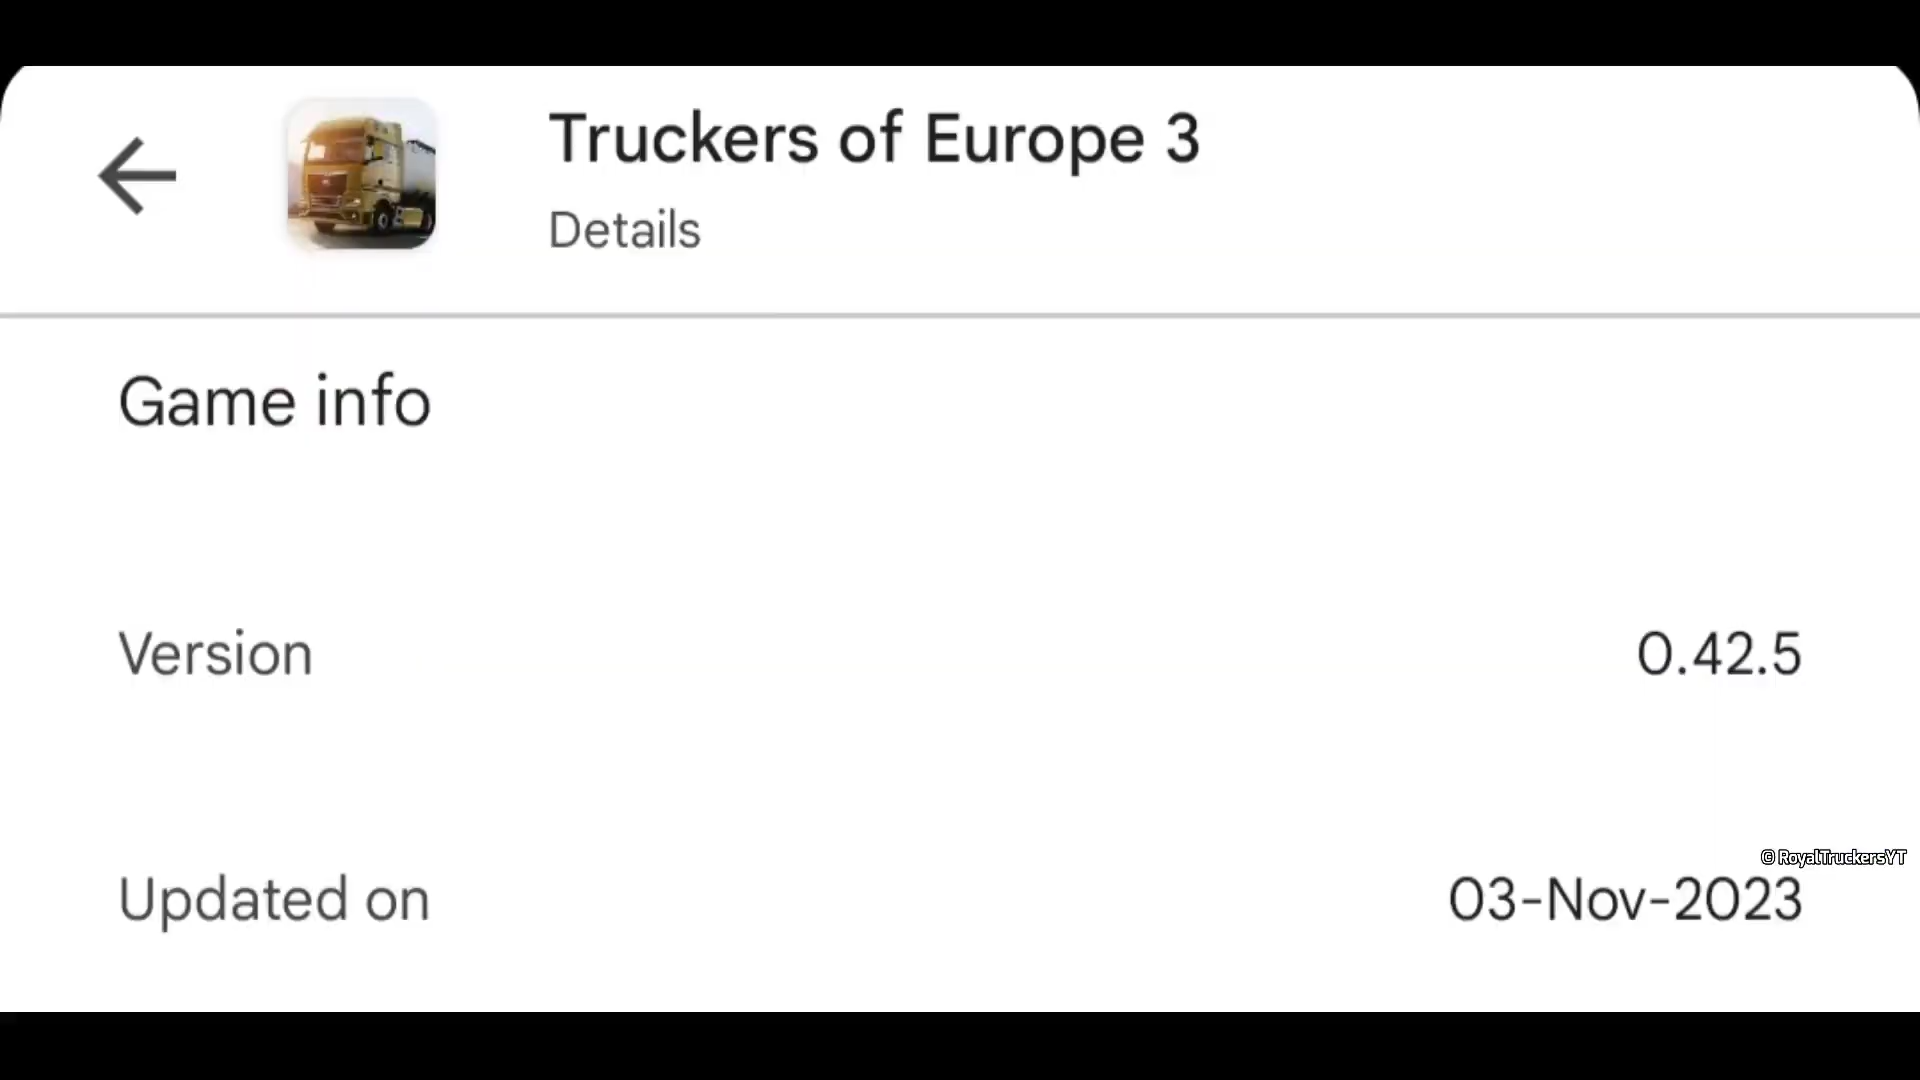 Truckers of Europe 3
Details
Game info
Version
0.42.5
© RoyalTruckersYT
Updated on
03-Nov-2023